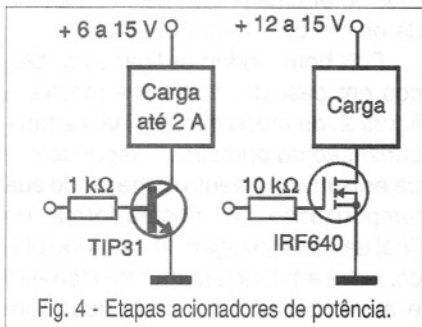 + 6 a 15 V
+ 12 a 15 V
Carga
até 2 A
Carga
1 kΩ
10 kΩ
TIP31
IRF640
Fig. 4 - Etapas acionadores de potência.